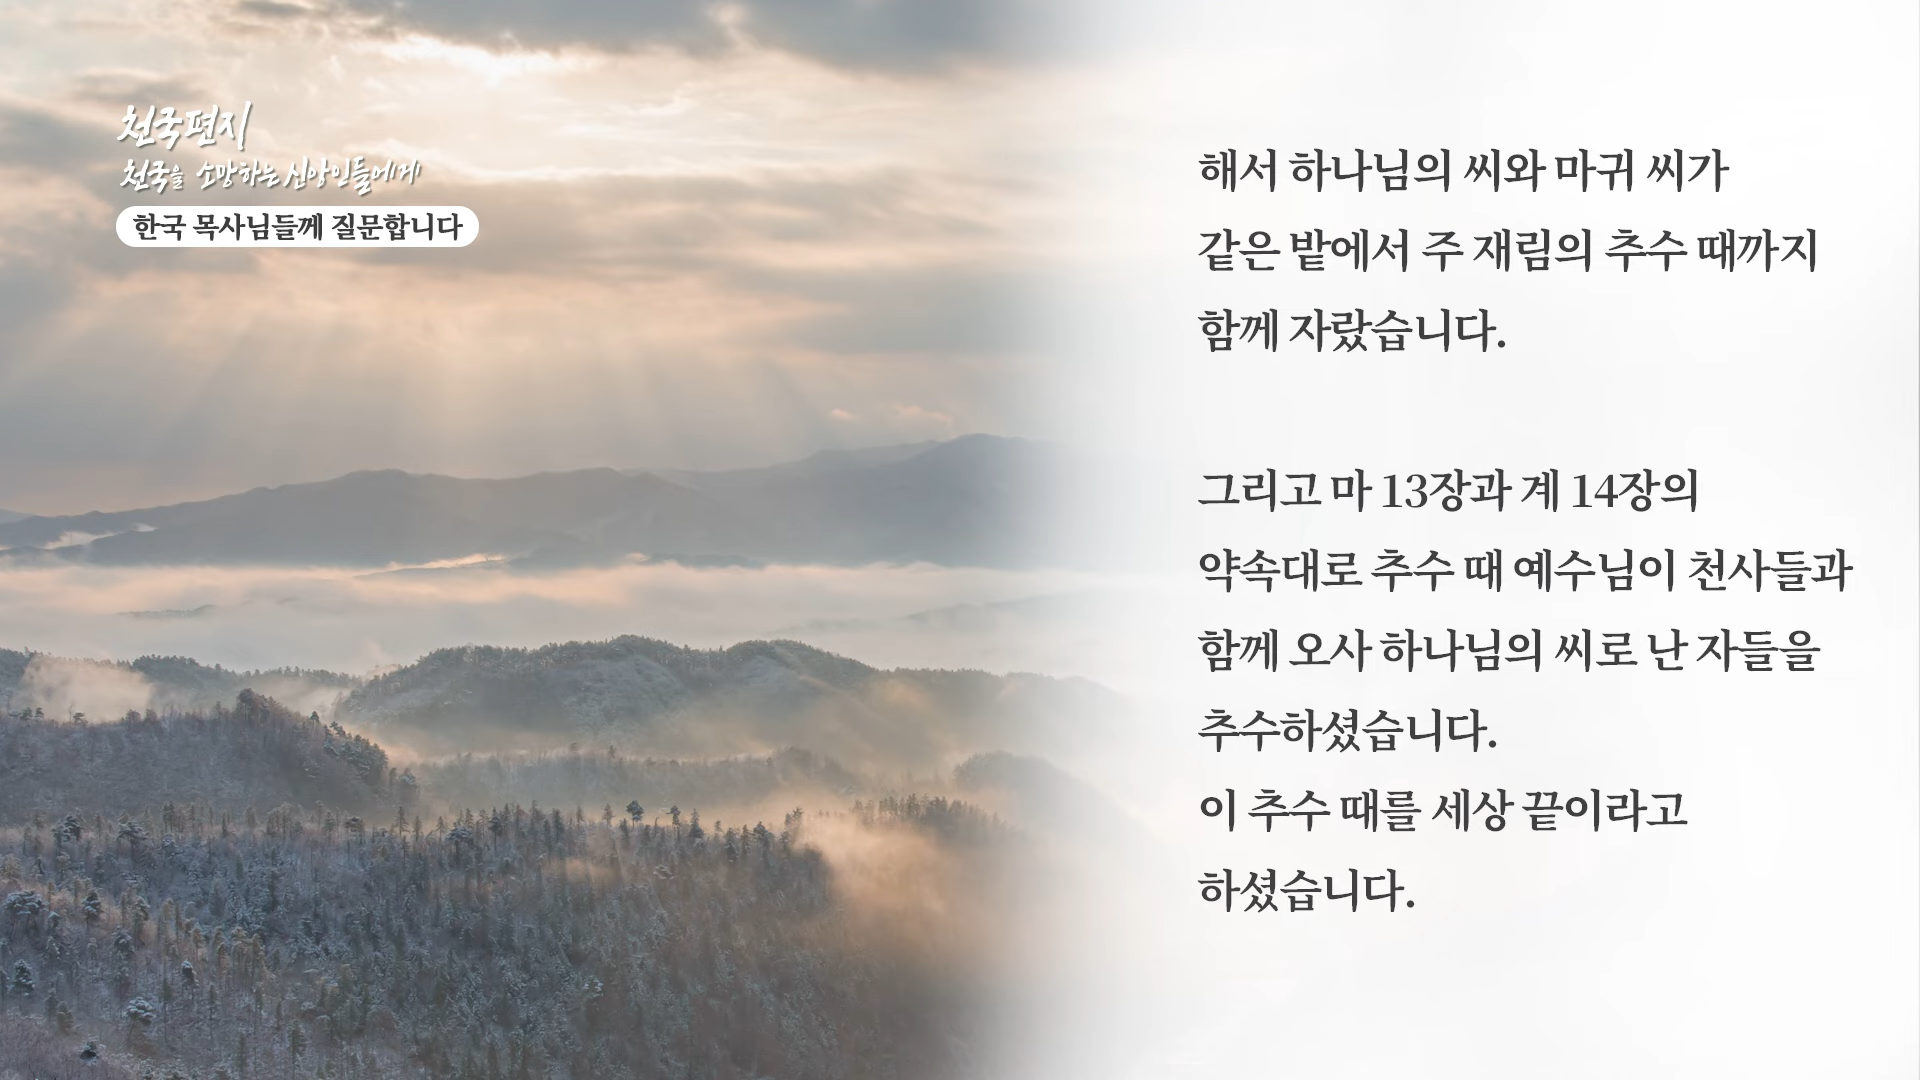 천국편지
천국을 소망하는 신앙인들에게
한국 목사님들께 질문합니다
해서 하나님의 씨와 마귀 씨가
같은 밭에서 주 재림의 추수 때까지
함께 자랐습니다.
그리고 마 13장과 계 14장의
약속대로 추수 때 예수님이 천사들과
함께 오사 하나님의 씨로 난 자들을
추수하셨습니다.
이 추수 때를 세상 끝이라고
하셨습니다.